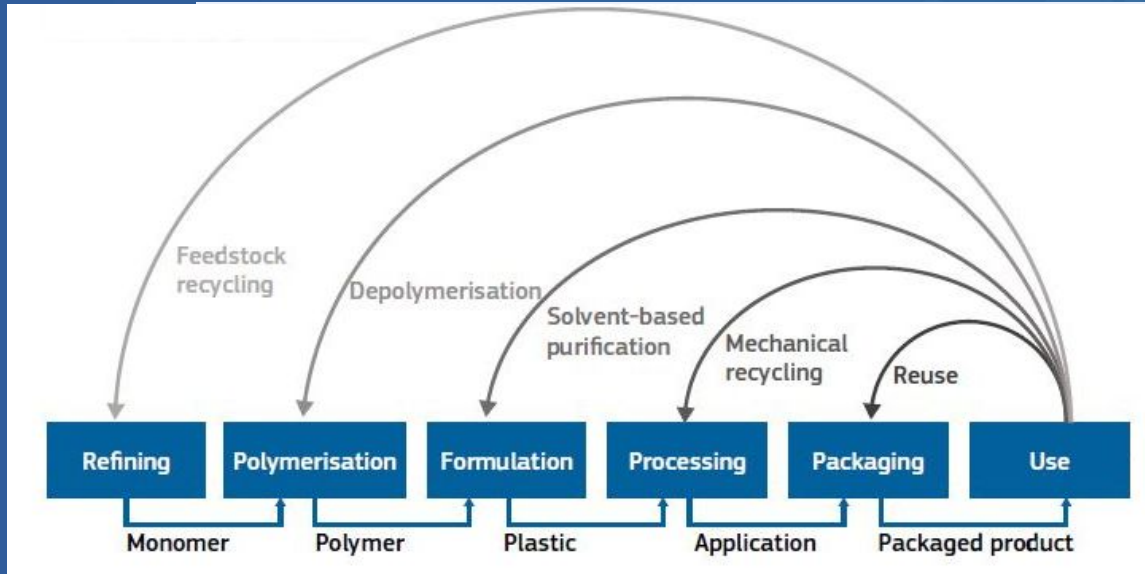 Feedstock
recycling
Depolymerisation
Solvent-based
purification
Mechanical
recycling
Reuse
Refining
Polymerisation
Formulation
Processing
Packaging
Use
Monomer
Polymer
Plastic
Application
Packaged product